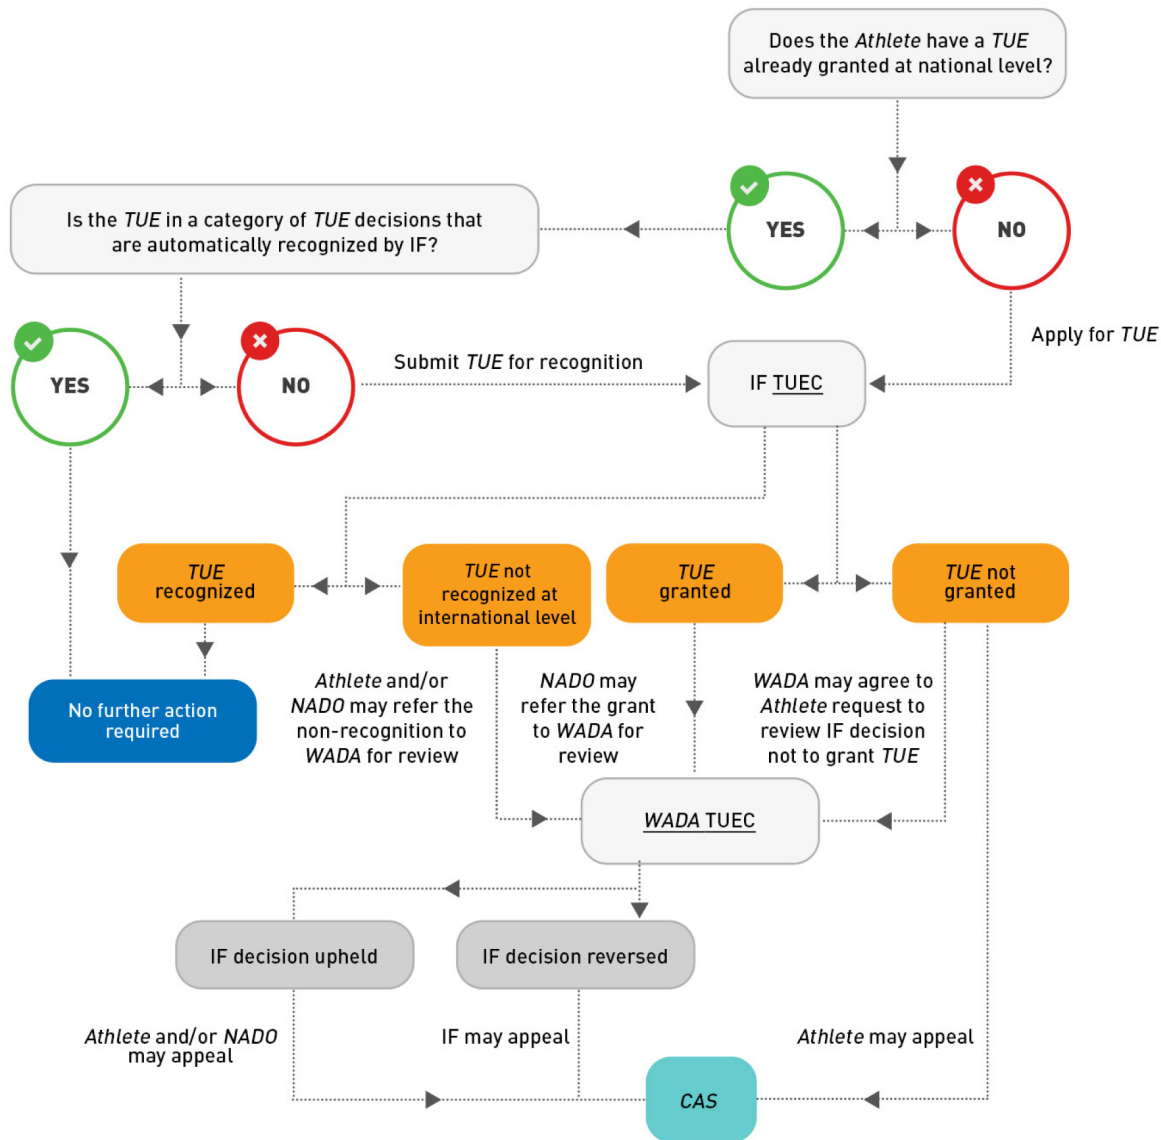 Does the Athlete have a TUE
already granted at national level?
Is the TUE in a category of TUE decisions that
are automatically recognized by IF?
YES
NO
YES
NO
Submit TUE for recognition
IF TUEC
Apply for TUE
TUE
recognized
TUE not
recognized at
international level
TUE
granted
TUE not
granted
No further action
required
Athlete and/or
NADO may refer the
non-recognition to
WADA for review
NADO may
refer the grant
to WADA for
review
WADA may agree to
Athlete request to
review IF decision
not to grant TUE
WADA TUEC
IF decision upheld
IF decision reversed
Athlete and/or NADO
may appeal
IF may appeal
Athlete may appeal
CAS